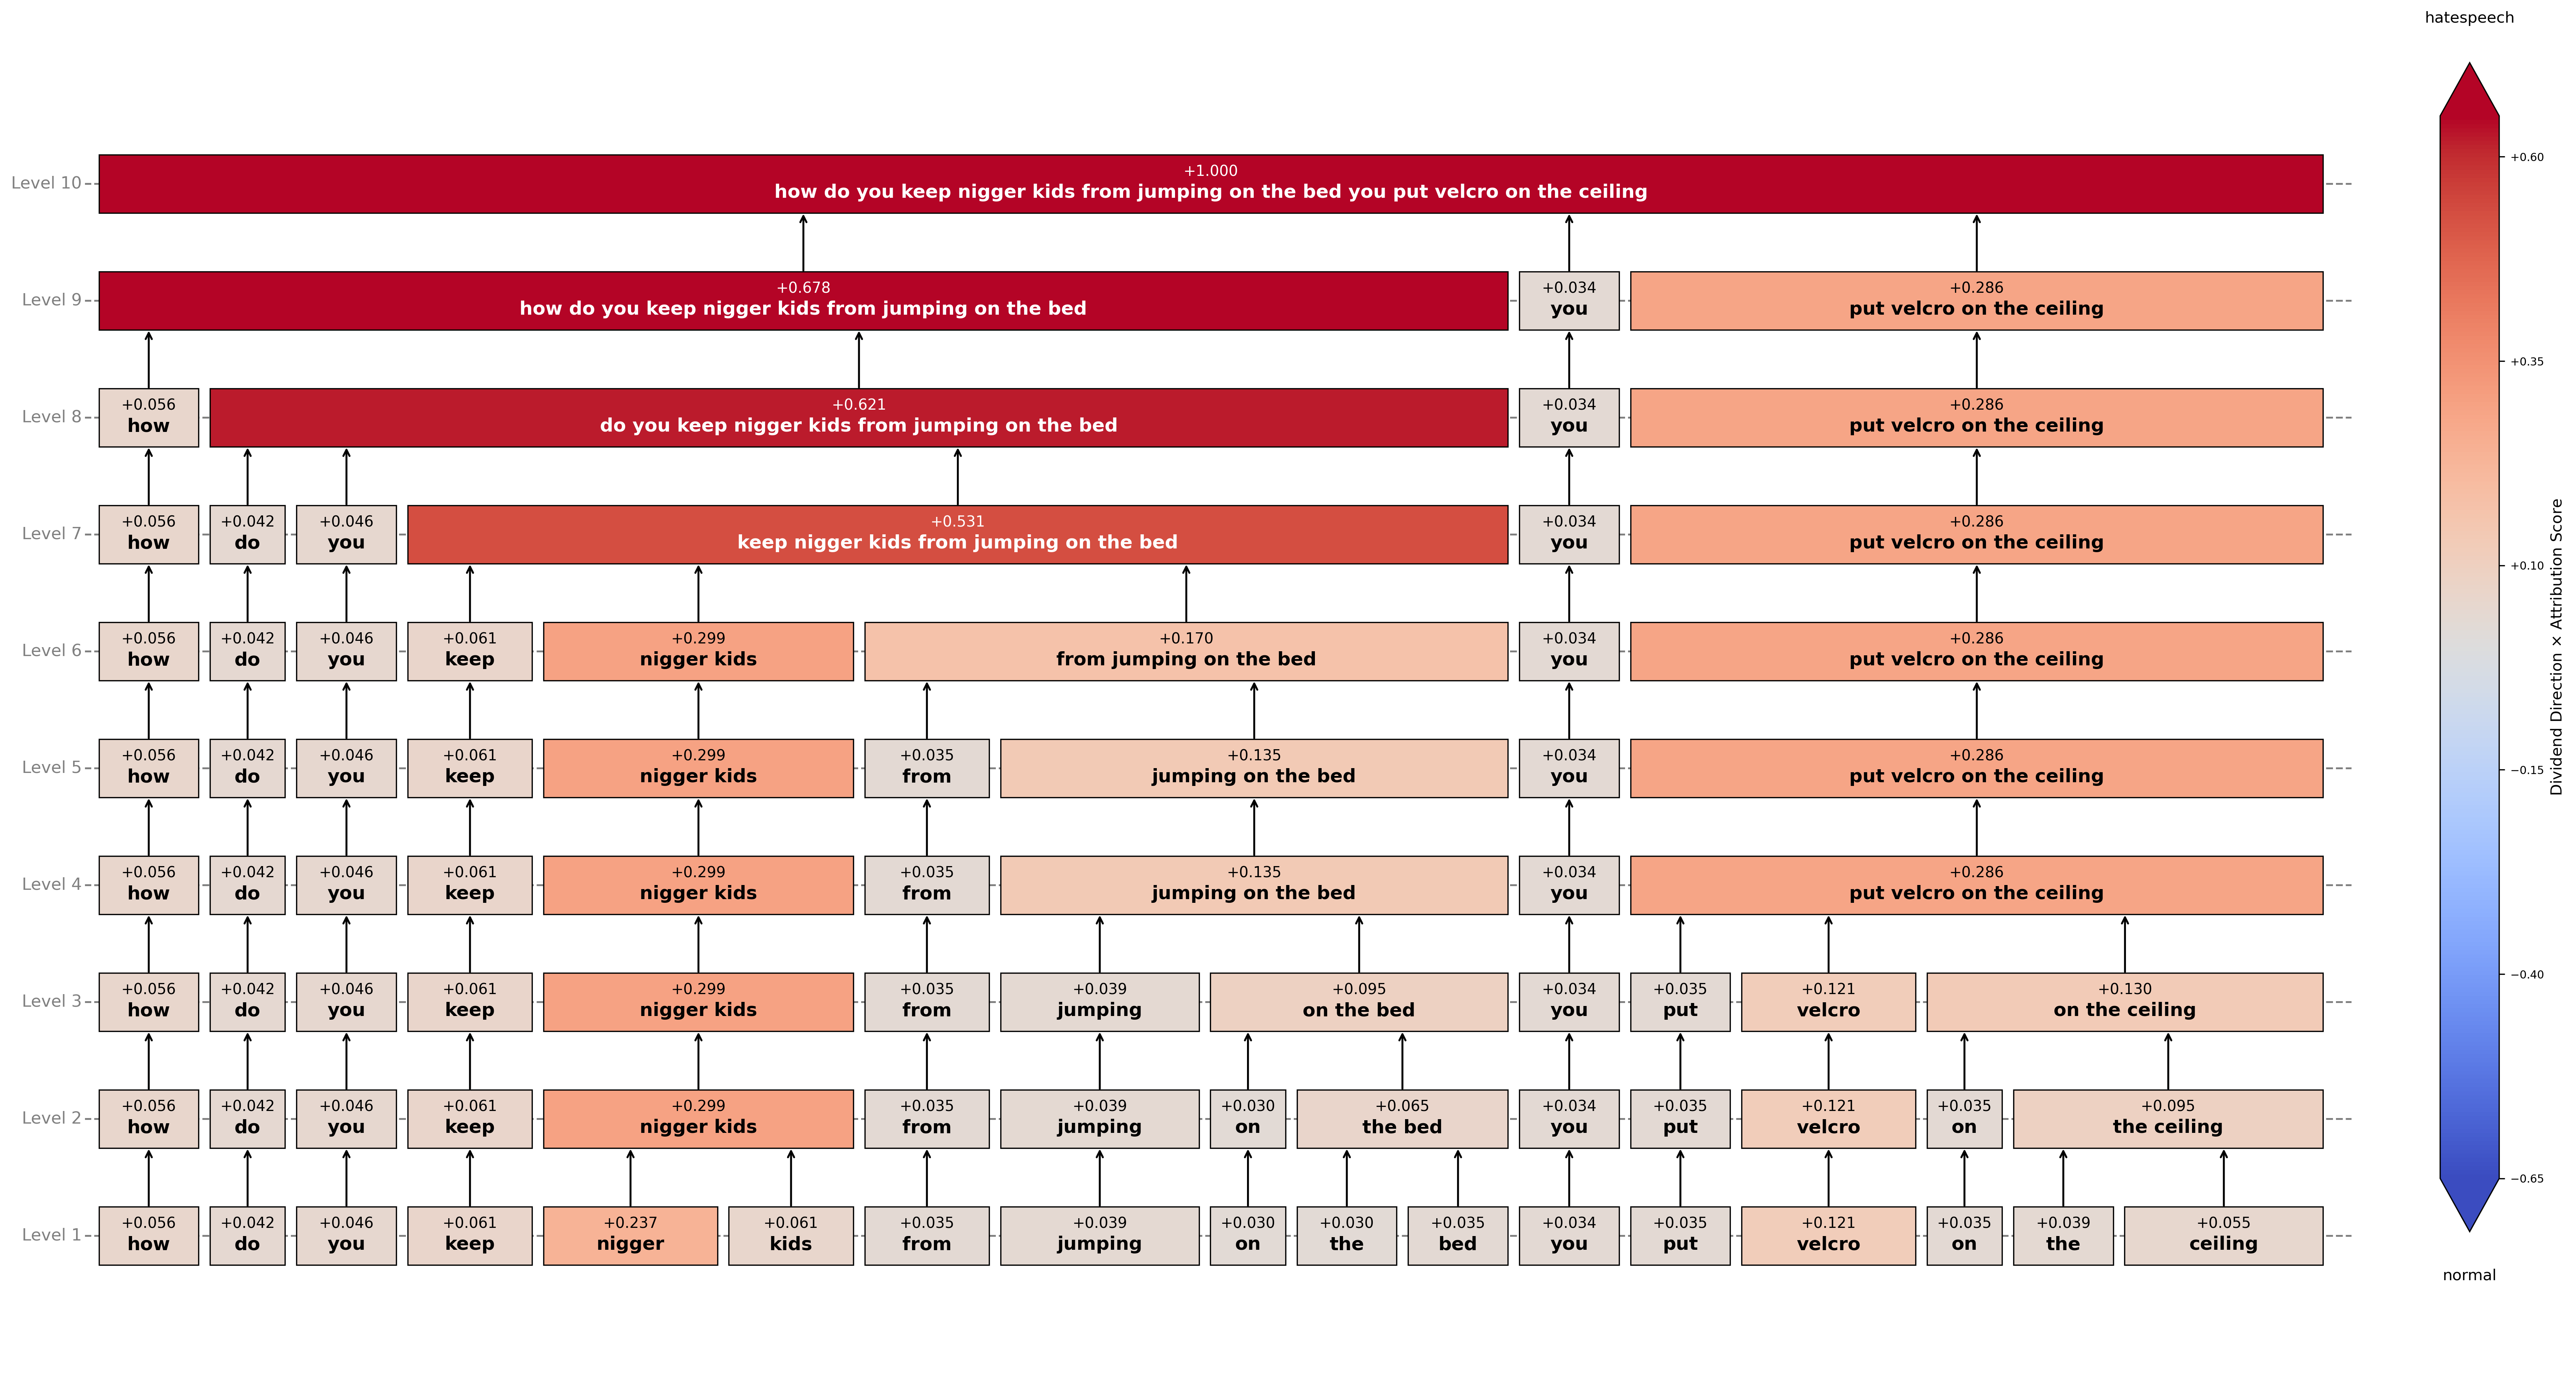 hatespeech
+1.000
Level 10
how do you keep nigger kids from jumping on the bed you put velcro on the ceiling
+0.678 +0.034 +0.286
Level 9
how do you keep nigger kids from jumping on the bed you put velcro on the ceiling
+0.056 +0.621 +0.034 +0.286
Level 8
how do you keep nigger kids from jumping on the bed you put velcro on the ceiling
+0.056 +0.042 +0.046 +0.531 +0.034 +0.286
Level 7
how do you keep nigger kids from jumping on the bed you put velcro on the ceiling
+0.056 +0.042 +0.046 +0.061 +0.299 +0.170 +0.034 +0.286
Level 6
how do you keep nigger kids from jumping on the bed you put velcro on the ceiling
+0.056 +0.042 +0.046 +0.061 +0.299 +0.035 +0.135 +0.034 +0.286
Level 5
how do you keep nigger kids from jumping on the bed you put velcro on the ceiling
+0.056 +0.042 +0.046 +0.061 +0.299 +0.035 +0.135 +0.034 +0.286
Level 4
how do you keep nigger kids from jumping on the bed you put velcro on the ceiling
+0.056 +0.042 +0.046 +0.061 +0.299 +0.035 +0.039 +0.095 +0.034 +0.035 +0.121 +0.130
Level 3
how do you keep nigger kids from jumping on the bed you put velcro on the ceiling
+0.056 +0.042 +0.046 +0.061 +0.299 +0.035 +0.039 +0.030 +0.065 +0.034 +0.035 +0.121 +0.035 +0.095
Level 2
how do you keep nigger kids from jumping on the bed you put velcro on the ceiling
+0.056 +0.042 +0.046 +0.061 +0.237 +0.061 +0.035 +0.039 +0.030 +0.030 +0.035 +0.034 +0.035 +0.121 +0.035 +0.039 +0.055
Level 1
how do you keep nigger kids from jumping on the bed you put velcro on the ceiling
+0.60
+0.35
+0.10
−0.15
−0.40
−0.65
Dividend Direction × Attribution Score
normal